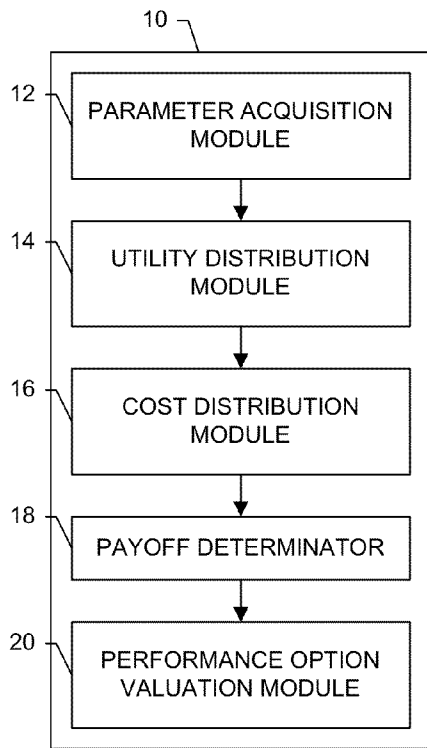 10
12
PARAMETER ACQUISITION
MODULE
14
UTILITY DISTRIBUTION
MODULE
16
COST DISTRIBUTION
MODULE
18
PAYOFF DETERMINATOR
20
PERFORMANCE OPTION
VALUATION MODULE